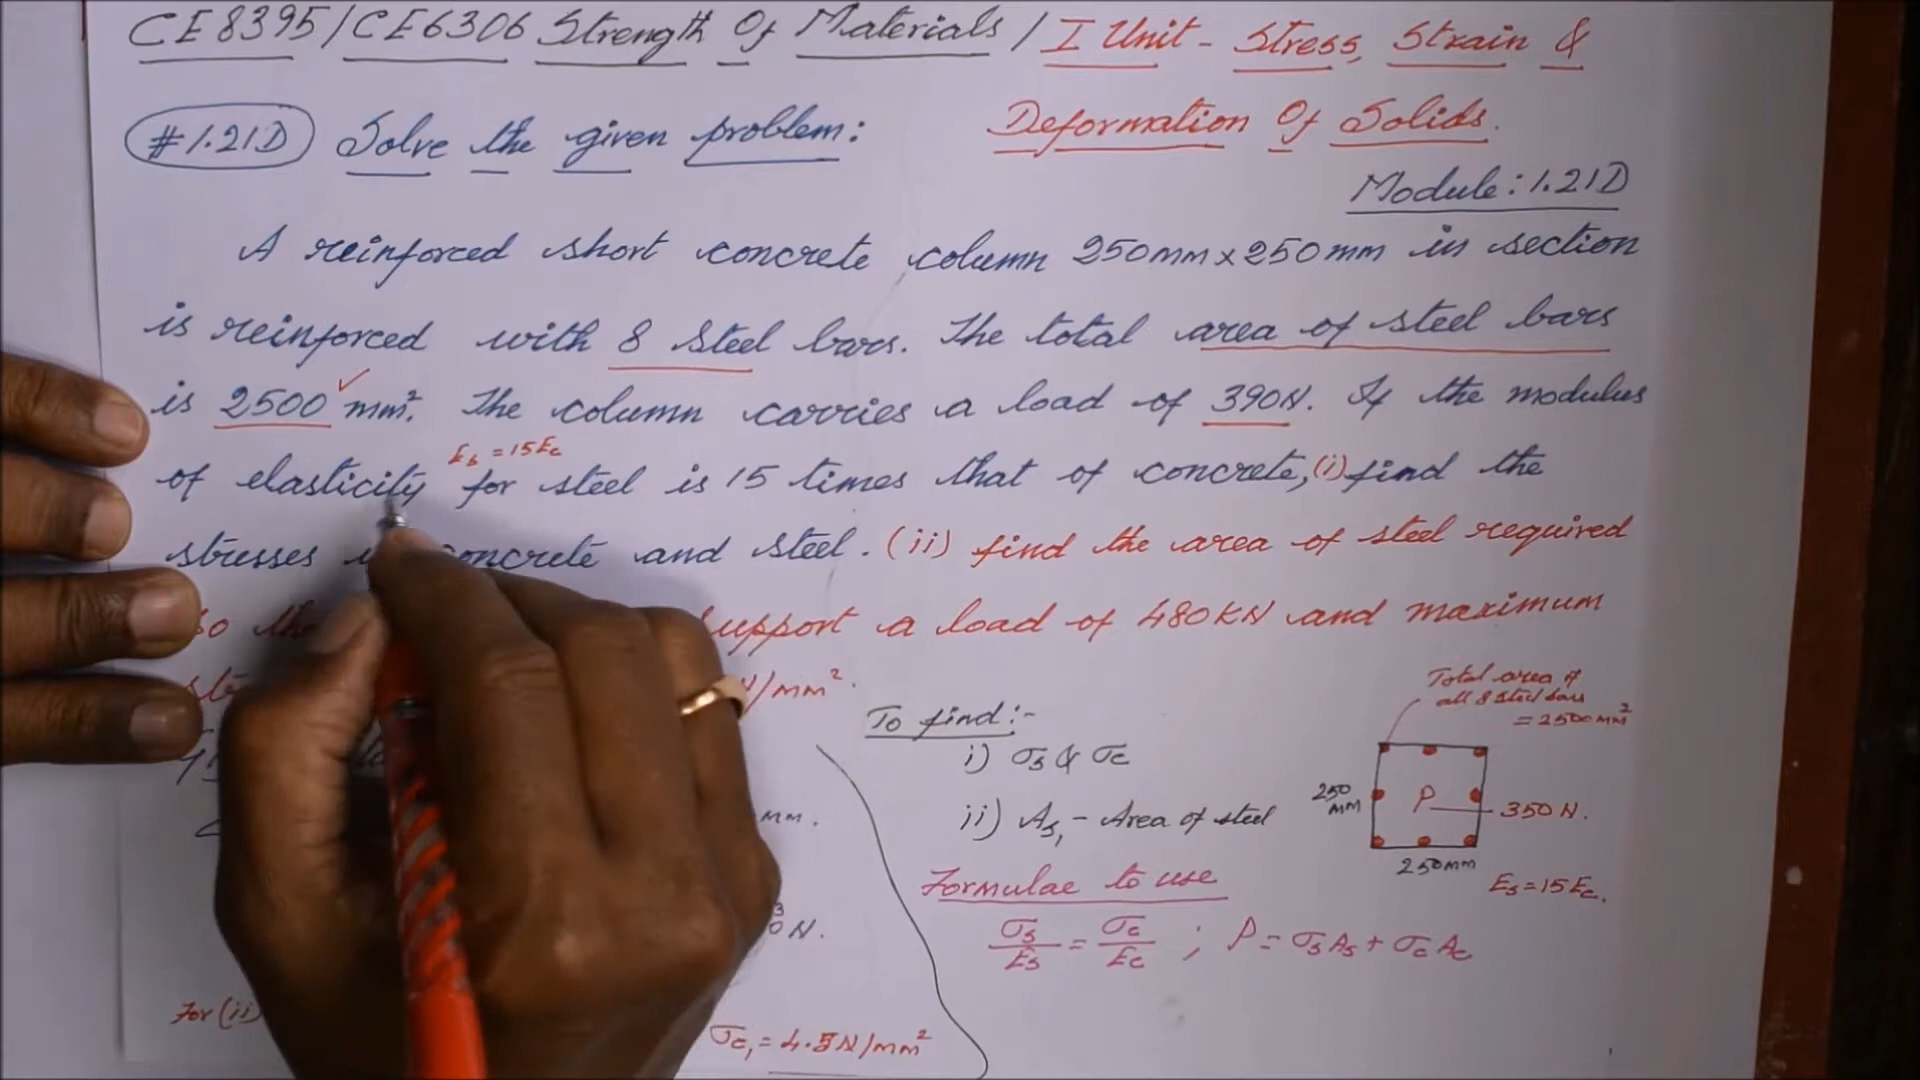 CE8395/CE6306 Strength Of Materials / I Unit - Stress, Strain &
Deformation Of Solids.
#1.21D Solve the given problem:
Module: 1.21D
A reinforced short concrete column 250mm x 250mm in section
is reinforced with 8 Steel bars. The total area of steel bars
is 2500 mm². The column carries a load of 390N. If the modulus
Es = 15Ec
of elasticity for steel is 15 times that of concrete, (i) find the
stresses concrete and steel. (ii) find the area of steel required
so support a load of 480KN and maximum
N/mm².
To find:-
i) σs & σc
ii) As₁ - Area of steel
Total area of
all 8 steel bars
= 2500mm²
250
mm
P
350 N.
250mm
Es = 15Ec.
mm.
Formulae to use
σs/Es = σc/Ec ; P = σsAs + σcAc
N.
For (ii)
σc₁ = 4.5N/mm²